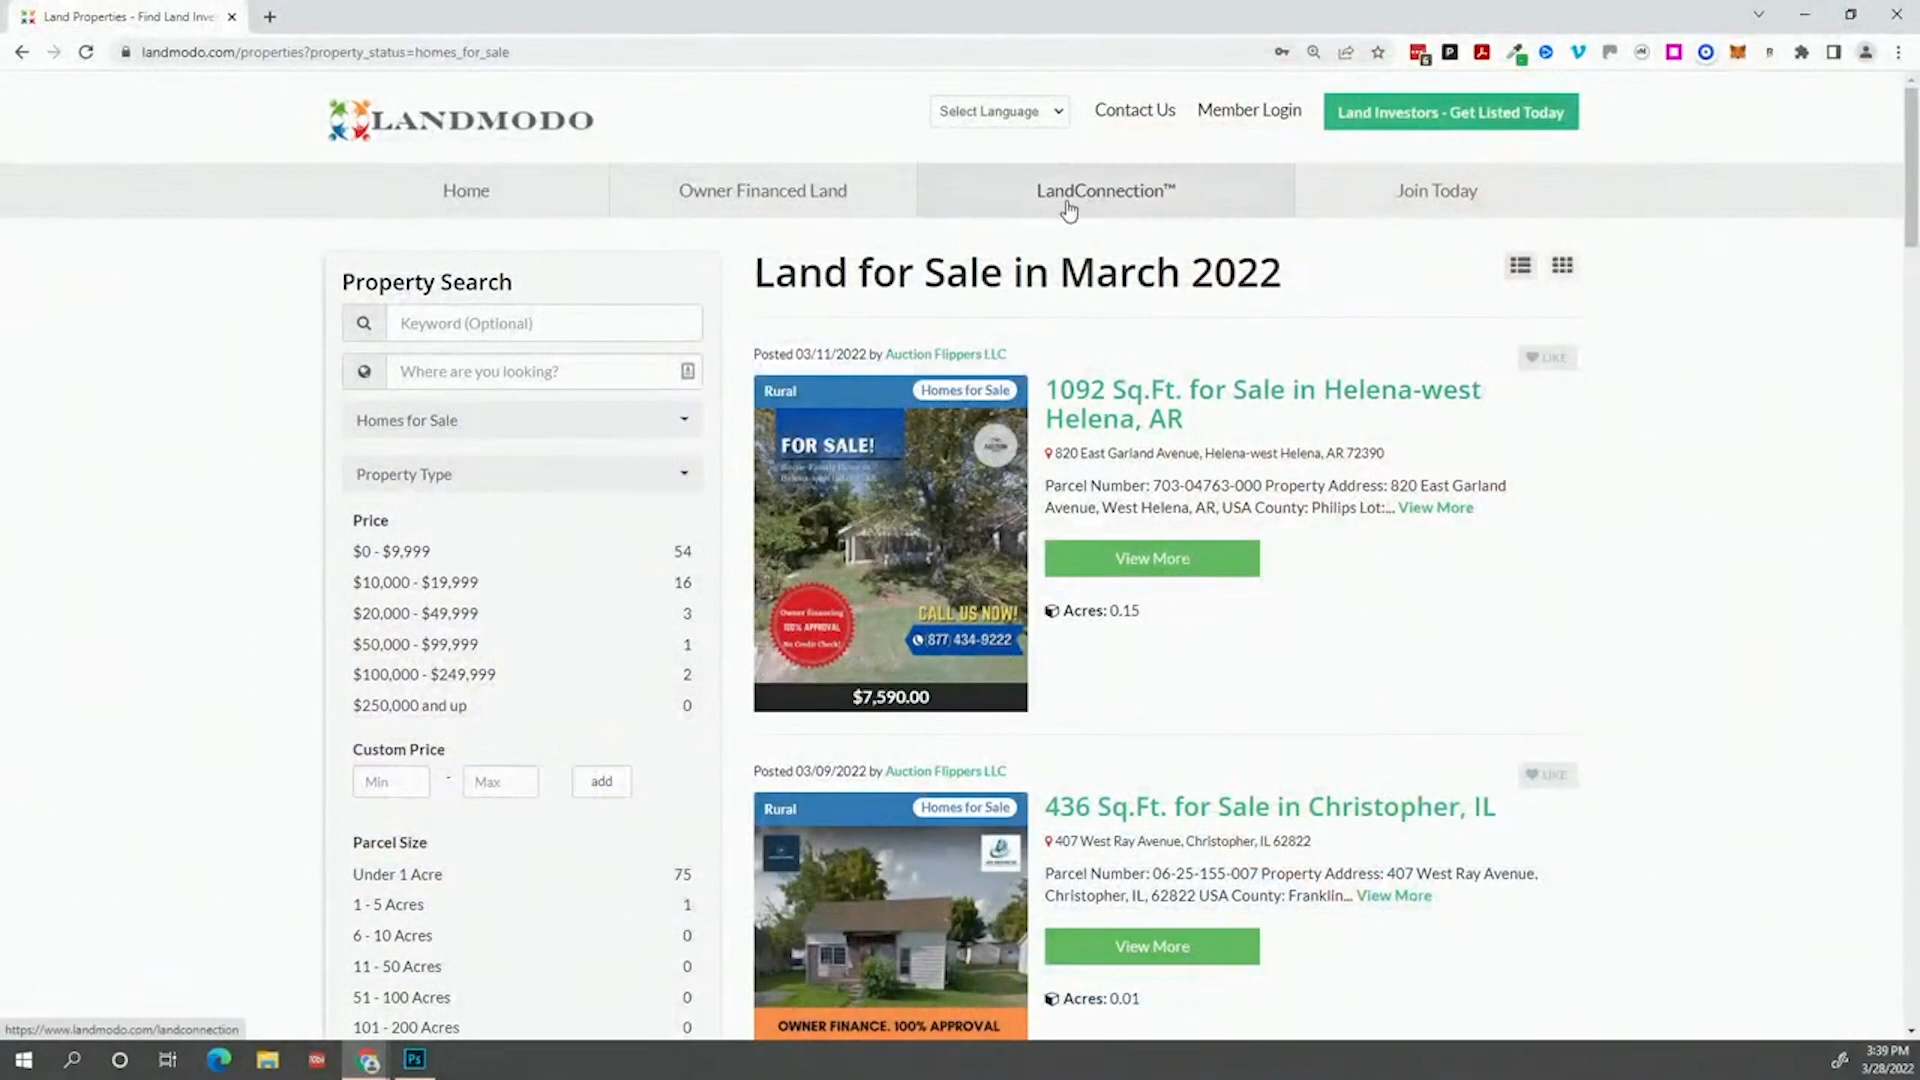 Land Properties - Find Land Inve
landmodo.com/properties?property_status=homes_for_sale
LANDMODO
Select Language
Contact Us
Member Login
Land Investors - Get Listed Today
Home
Owner Financed Land
LandConnection™
Join Today
Property Search
Keyword (Optional)
Where are you looking?
Homes for Sale
Property Type
Price
$0 - $9,999 54
$10,000 - $19,999 16
$20,000 - $49,999 3
$50,000 - $99,999 1
$100,000 - $249,999 2
$250,000 and up 0
Custom Price
Min - Max add
Parcel Size
Under 1 Acre 75
1 - 5 Acres 1
6 - 10 Acres 0
11 - 50 Acres 0
51 - 100 Acres 0
101 - 200 Acres 0
Land for Sale in March 2022
Posted 03/11/2022 by Auction Flippers LLC
LIKE
Rural
Homes for Sale
FOR SALE!
Owner financing
100% APPROVAL
No Credit Check!
CALL US NOW!
(877) 434-9222
$7,590.00
1092 Sq.Ft. for Sale in Helena-west
Helena, AR
820 East Garland Avenue, Helena-west Helena, AR 72390
Parcel Number: 703-04763-000 Property Address: 820 East Garland
Avenue, West Helena, AR, USA County: Philips Lot:... View More
View More
Acres: 0.15
Posted 03/09/2022 by Auction Flippers LLC
LIKE
Rural
Homes for Sale
OWNER FINANCE. 100% APPROVAL
436 Sq.Ft. for Sale in Christopher, IL
407 West Ray Avenue, Christopher, IL 62822
Parcel Number: 06-25-155-007 Property Address: 407 West Ray Avenue,
Christopher, IL, 62822 USA County: Franklin... View More
View More
Acres: 0.01
https://www.landmodo.com/landconnection
Ps
3:39 PM
3/28/2022